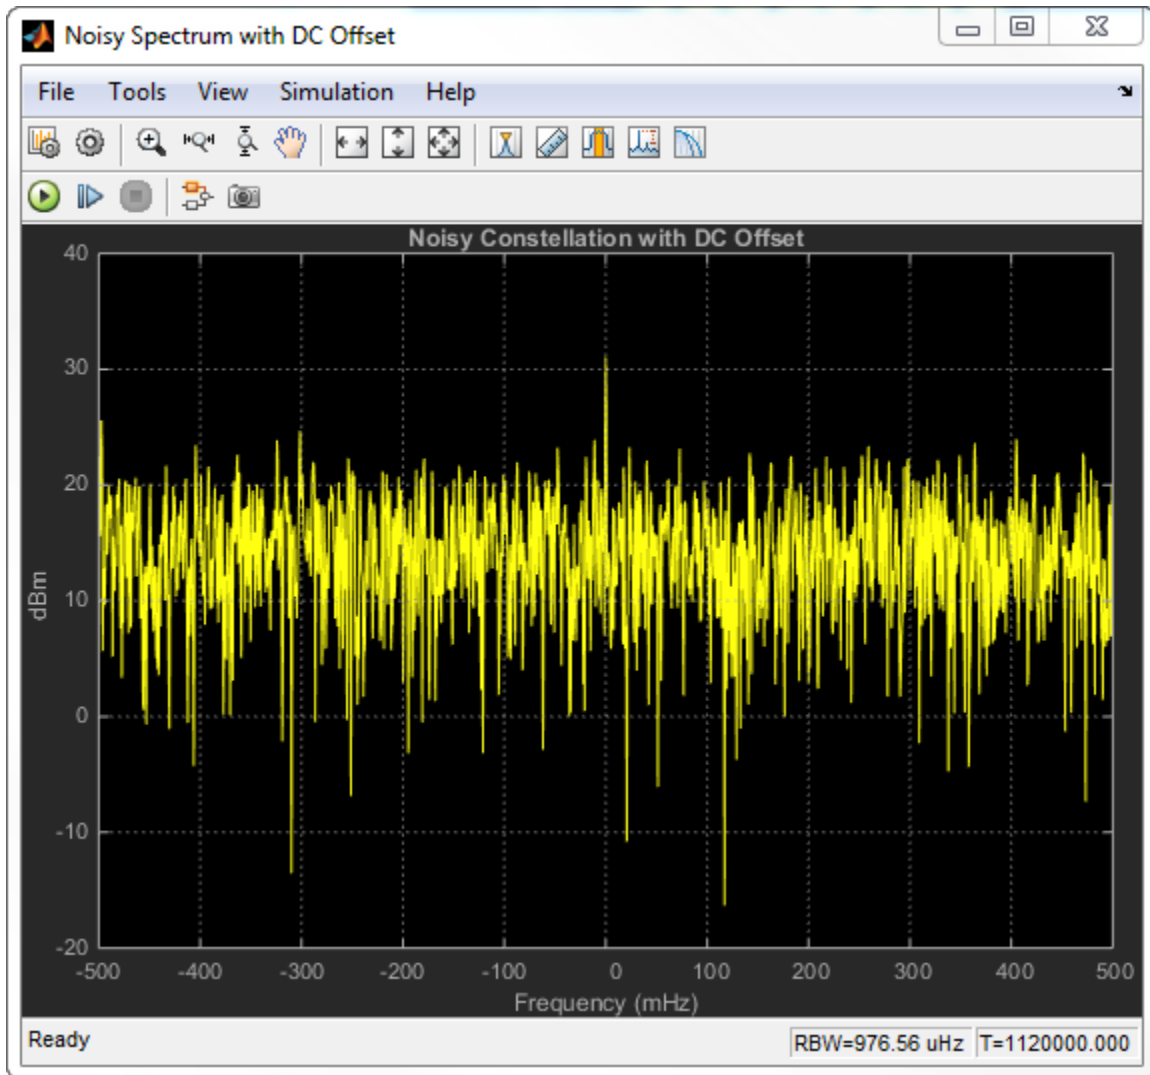 Noisy Spectrum with DC Offset
File Tools View Simulation Help
Noisy Constellation with DC Offset
40
30
20
10
0
-10
-20
dBm
-500 -400 -300 -200 -100 0 100 200 300 400 500
Frequency (mHz)
Ready RBW=976.56 uHz T=1120000.000